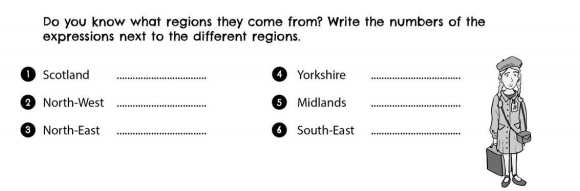 Do you know what regions they come from? Write the numbers of the
expressions next to the different regions.
1 Scotland .................................. 4 Yorkshire ..................................
2 North-West .................................. 5 Midlands ..................................
3 North-East .................................. 6 South-East ..................................